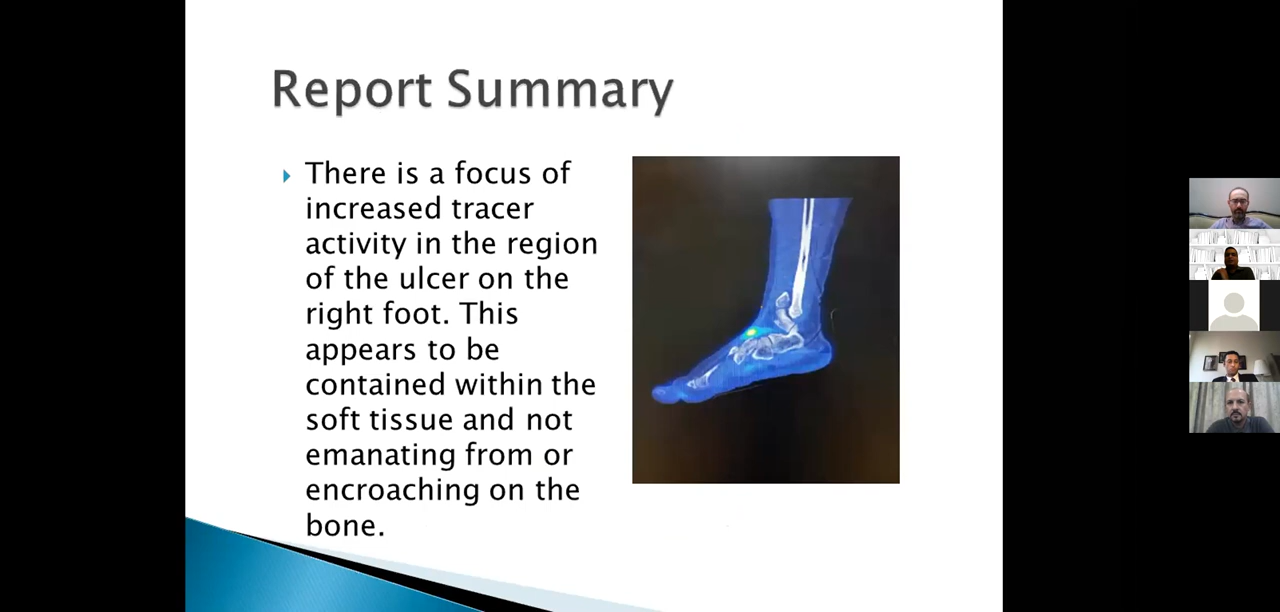 Report Summary
There is a focus of
increased tracer
activity in the region
of the ulcer on the
right foot. This
appears to be
contained within the
soft tissue and not
emanating from or
encroaching on the
bone.